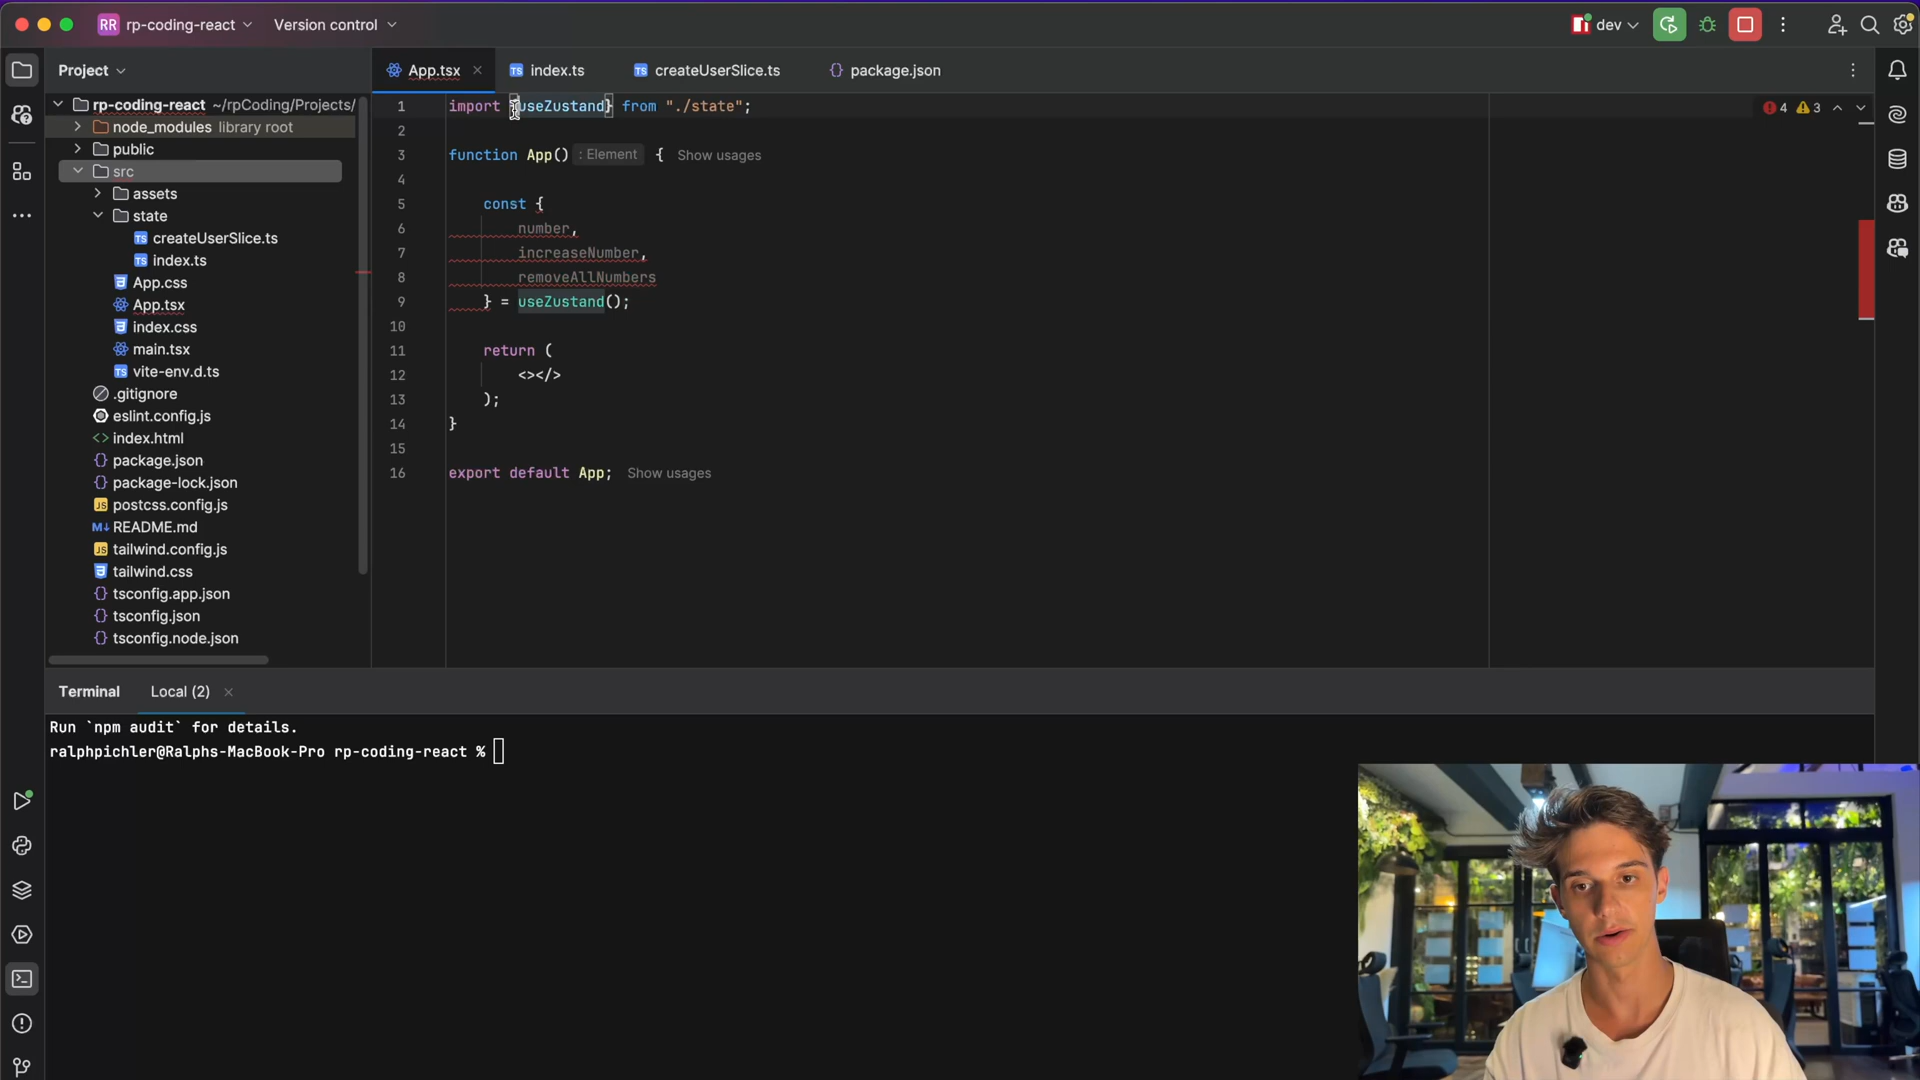 RR rp-coding-react Version control dev
Project
App.tsx index.ts createUserSlice.ts package.json
rp-coding-react ~/rpCoding/Projects/
node_modules library root
public
src
assets
state
createUserSlice.ts
index.ts
App.css
App.tsx
index.css
main.tsx
vite-env.d.ts
.gitignore
eslint.config.js
index.html
package.json
package-lock.json
postcss.config.js
README.md
tailwind.config.js
tailwind.css
tsconfig.app.json
tsconfig.json
tsconfig.node.json
1 import {useZustand} from "./state"; 4 3
2
3 function App() : Element { Show usages
4
5 const {
6 number,
7 increaseNumber,
8 removeAllNumbers
9 } = useZustand();
10
11 return (
12 <></>
13 );
14 }
15
16 export default App; Show usages
Terminal Local (2)
Run `npm audit` for details.
ralphpichler@Ralphs-MacBook-Pro rp-coding-react %